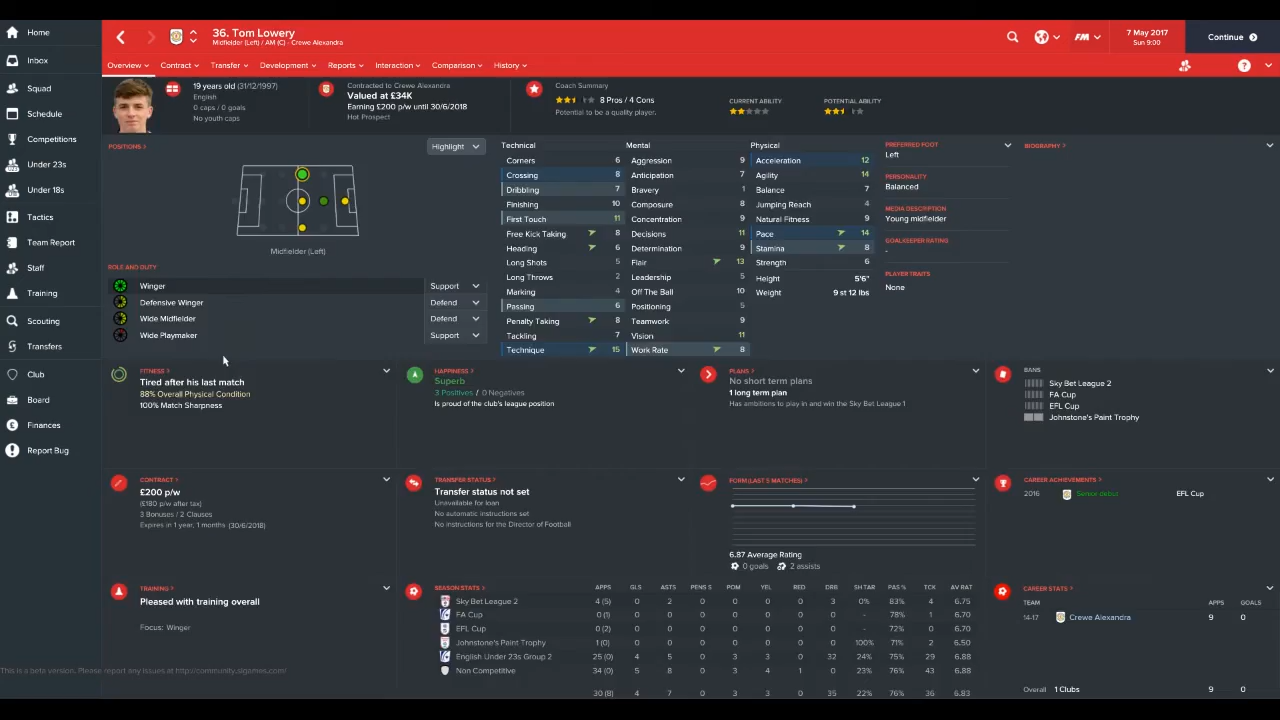 Home
Inbox
Squad
Schedule
Competitions
Under 23s
Under 18s
Tactics
Team Report
Staff
Training
Scouting
Transfers
Club
Board
Finances
Report Bug
36. Tom Lowery
Midfielder (Left) / AM (C) - Crewe Alexandra
FM
7 May 2017
Sun 9:00
Continue
Overview
Contract
Transfer
Development
Reports
Interaction
Comparison
History
?
19 years old (31/12/1997)
English
0 caps / 0 goals
No youth caps
Contracted to Crewe Alexandra
Valued at £34K
Earning £200 p/w until 30/6/2018
Hot Prospect
Coach Summary
8 Pros / 4 Cons
Potential to be a quality player.
CURRENT ABILITY
POTENTIAL ABILITY
POSITIONS
Highlight
Midfielder (Left)
ROLE AND DUTY
Winger Support
Defensive Winger Defend
Wide Midfielder Defend
Wide Playmaker Support
Technical
Corners 6
Crossing 8
Dribbling 7
Finishing 10
First Touch 11
Free Kick Taking 8
Heading 6
Long Shots 5
Long Throws 2
Marking 4
Passing 6
Penalty Taking 8
Tackling 7
Technique 15
Mental
Aggression 9
Anticipation 7
Bravery 1
Composure 8
Concentration 9
Decisions 11
Determination 9
Flair 13
Leadership 5
Off The Ball 10
Positioning 5
Teamwork 9
Vision 11
Work Rate 8
Physical
Acceleration 12
Agility 14
Balance 7
Jumping Reach 4
Natural Fitness 9
Pace 14
Stamina 8
Strength 6
Height 5'6"
Weight 9 st 12 lbs
PREFERRED FOOT
Left
PERSONALITY
Balanced
MEDIA DESCRIPTION
Young midfielder
GOALKEEPER RATING
-
PLAYER TRAITS
None
BIOGRAPHY
FITNESS
Tired after his last match
88% Overall Physical Condition
100% Match Sharpness
HAPPINESS
Superb
3 Positives / 0 Negatives
Is proud of the club's league position
PLANS
No short term plans
1 long term plan
Has ambitions to play in and win the Sky Bet League 1
BANS
Sky Bet League 2
FA Cup
EFL Cup
Johnstone's Paint Trophy
CONTRACT
£200 p/w
(£180 p/w after tax)
3 Bonuses / 2 Clauses
Expires in 1 year, 1 months (30/6/2018)
TRANSFER STATUS
Transfer status not set
Unavailable for loan
No automatic instructions set
No instructions for the Director of Football
FORM (LAST 5 MATCHES)
6.87 Average Rating
0 goals 2 assists
CAREER ACHIEVEMENTS
2016 Senior debut EFL Cup
TRAINING
Pleased with training overall
Focus: Winger
SEASON STATS APPS GLS ASTS PENS S POM YEL RED DRB SH TAR PAS % TCK AV RAT
Sky Bet League 2 4 (5) 0 2 0 0 0 0 3 0% 83% 4 6.75
FA Cup 0 (1) 0 0 0 0 0 0 0 - 78% 1 6.70
EFL Cup 0 (2) 0 0 0 0 0 0 0 - 72% 0 6.70
Johnstone's Paint Trophy 1 (0) 0 0 0 0 0 0 0 100% 71% 2 6.50
English Under 23s Group 2 25 (0) 4 5 0 3 3 0 32 24% 75% 29 6.88
Non Competitive 34 (0) 5 8 0 3 4 1 0 23% 76% 43 6.88
30 (8) 4 7 0 3 3 0 35 22% 76% 36 6.83
CAREER STATS
TEAM APPS GOALS
14-17 Crewe Alexandra 9 0
Overall 1 Clubs 9 0
This is a beta version. Please report any issues at http://community.sigames.com/